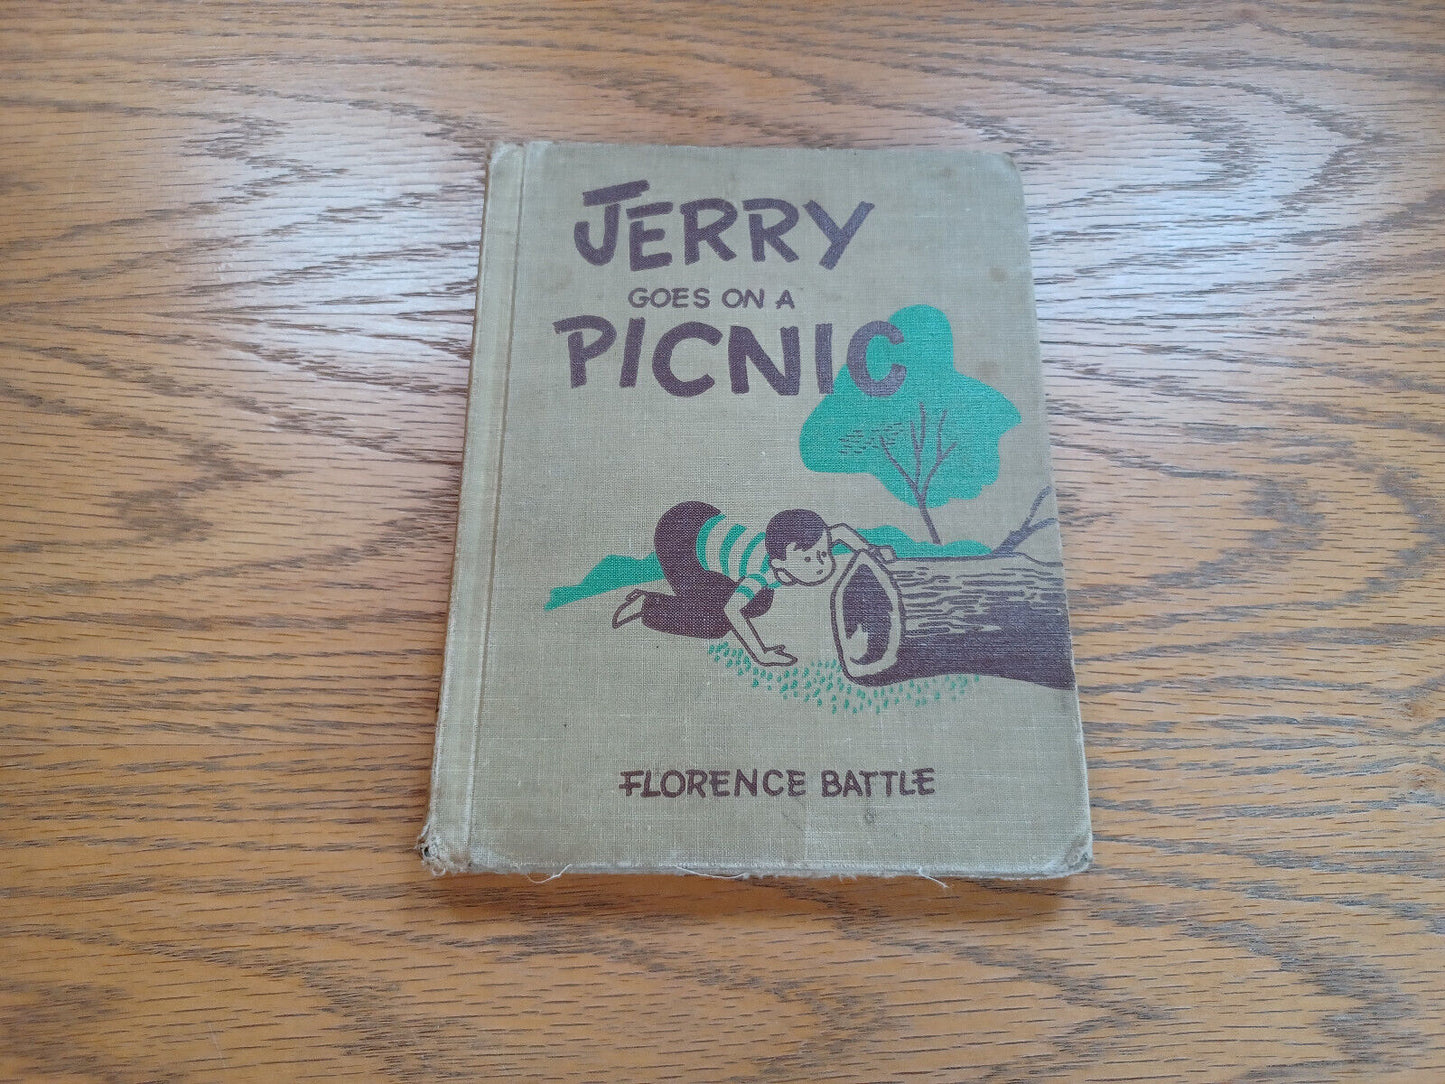 JERRY
GOES ON A
PICNIC
FLORENCE BATTLE